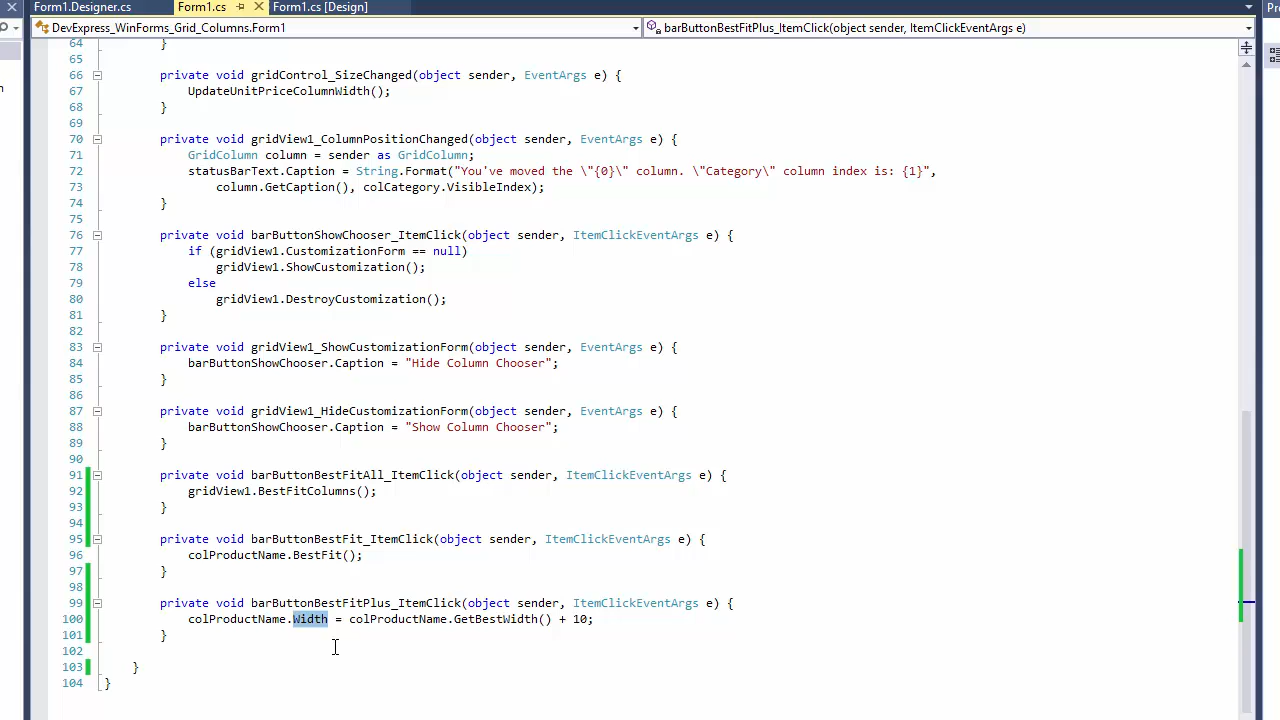 Form1.Designer.cs Form1.cs Form1.cs [Design]
DevExpress_WinForms_Grid_Columns.Form1 barButtonBestFitPlus_ItemClick(object sender, ItemClickEventArgs e)
64 }
65
66 private void gridControl_SizeChanged(object sender, EventArgs e) {
67 UpdateUnitPriceColumnWidth();
68 }
69
70 private void gridView1_ColumnPositionChanged(object sender, EventArgs e) {
71 GridColumn column = sender as GridColumn;
72 statusBarText.Caption = String.Format("You've moved the \"{0}\" column. \"Category\" column index is: {1}",
73 column.GetCaption(), colCategory.VisibleIndex);
74 }
75
76 private void barButtonShowChooser_ItemClick(object sender, ItemClickEventArgs e) {
77 if (gridView1.CustomizationForm == null)
78 gridView1.ShowCustomization();
79 else
80 gridView1.DestroyCustomization();
81 }
82
83 private void gridView1_ShowCustomizationForm(object sender, EventArgs e) {
84 barButtonShowChooser.Caption = "Hide Column Chooser";
85 }
86
87 private void gridView1_HideCustomizationForm(object sender, EventArgs e) {
88 barButtonShowChooser.Caption = "Show Column Chooser";
89 }
90
91 private void barButtonBestFitAll_ItemClick(object sender, ItemClickEventArgs e) {
92 gridView1.BestFitColumns();
93 }
94
95 private void barButtonBestFit_ItemClick(object sender, ItemClickEventArgs e) {
96 colProductName.BestFit();
97 }
98
99 private void barButtonBestFitPlus_ItemClick(object sender, ItemClickEventArgs e) {
100 colProductName.Width = colProductName.GetBestWidth() + 10;
101 }
102
103 }
104 }